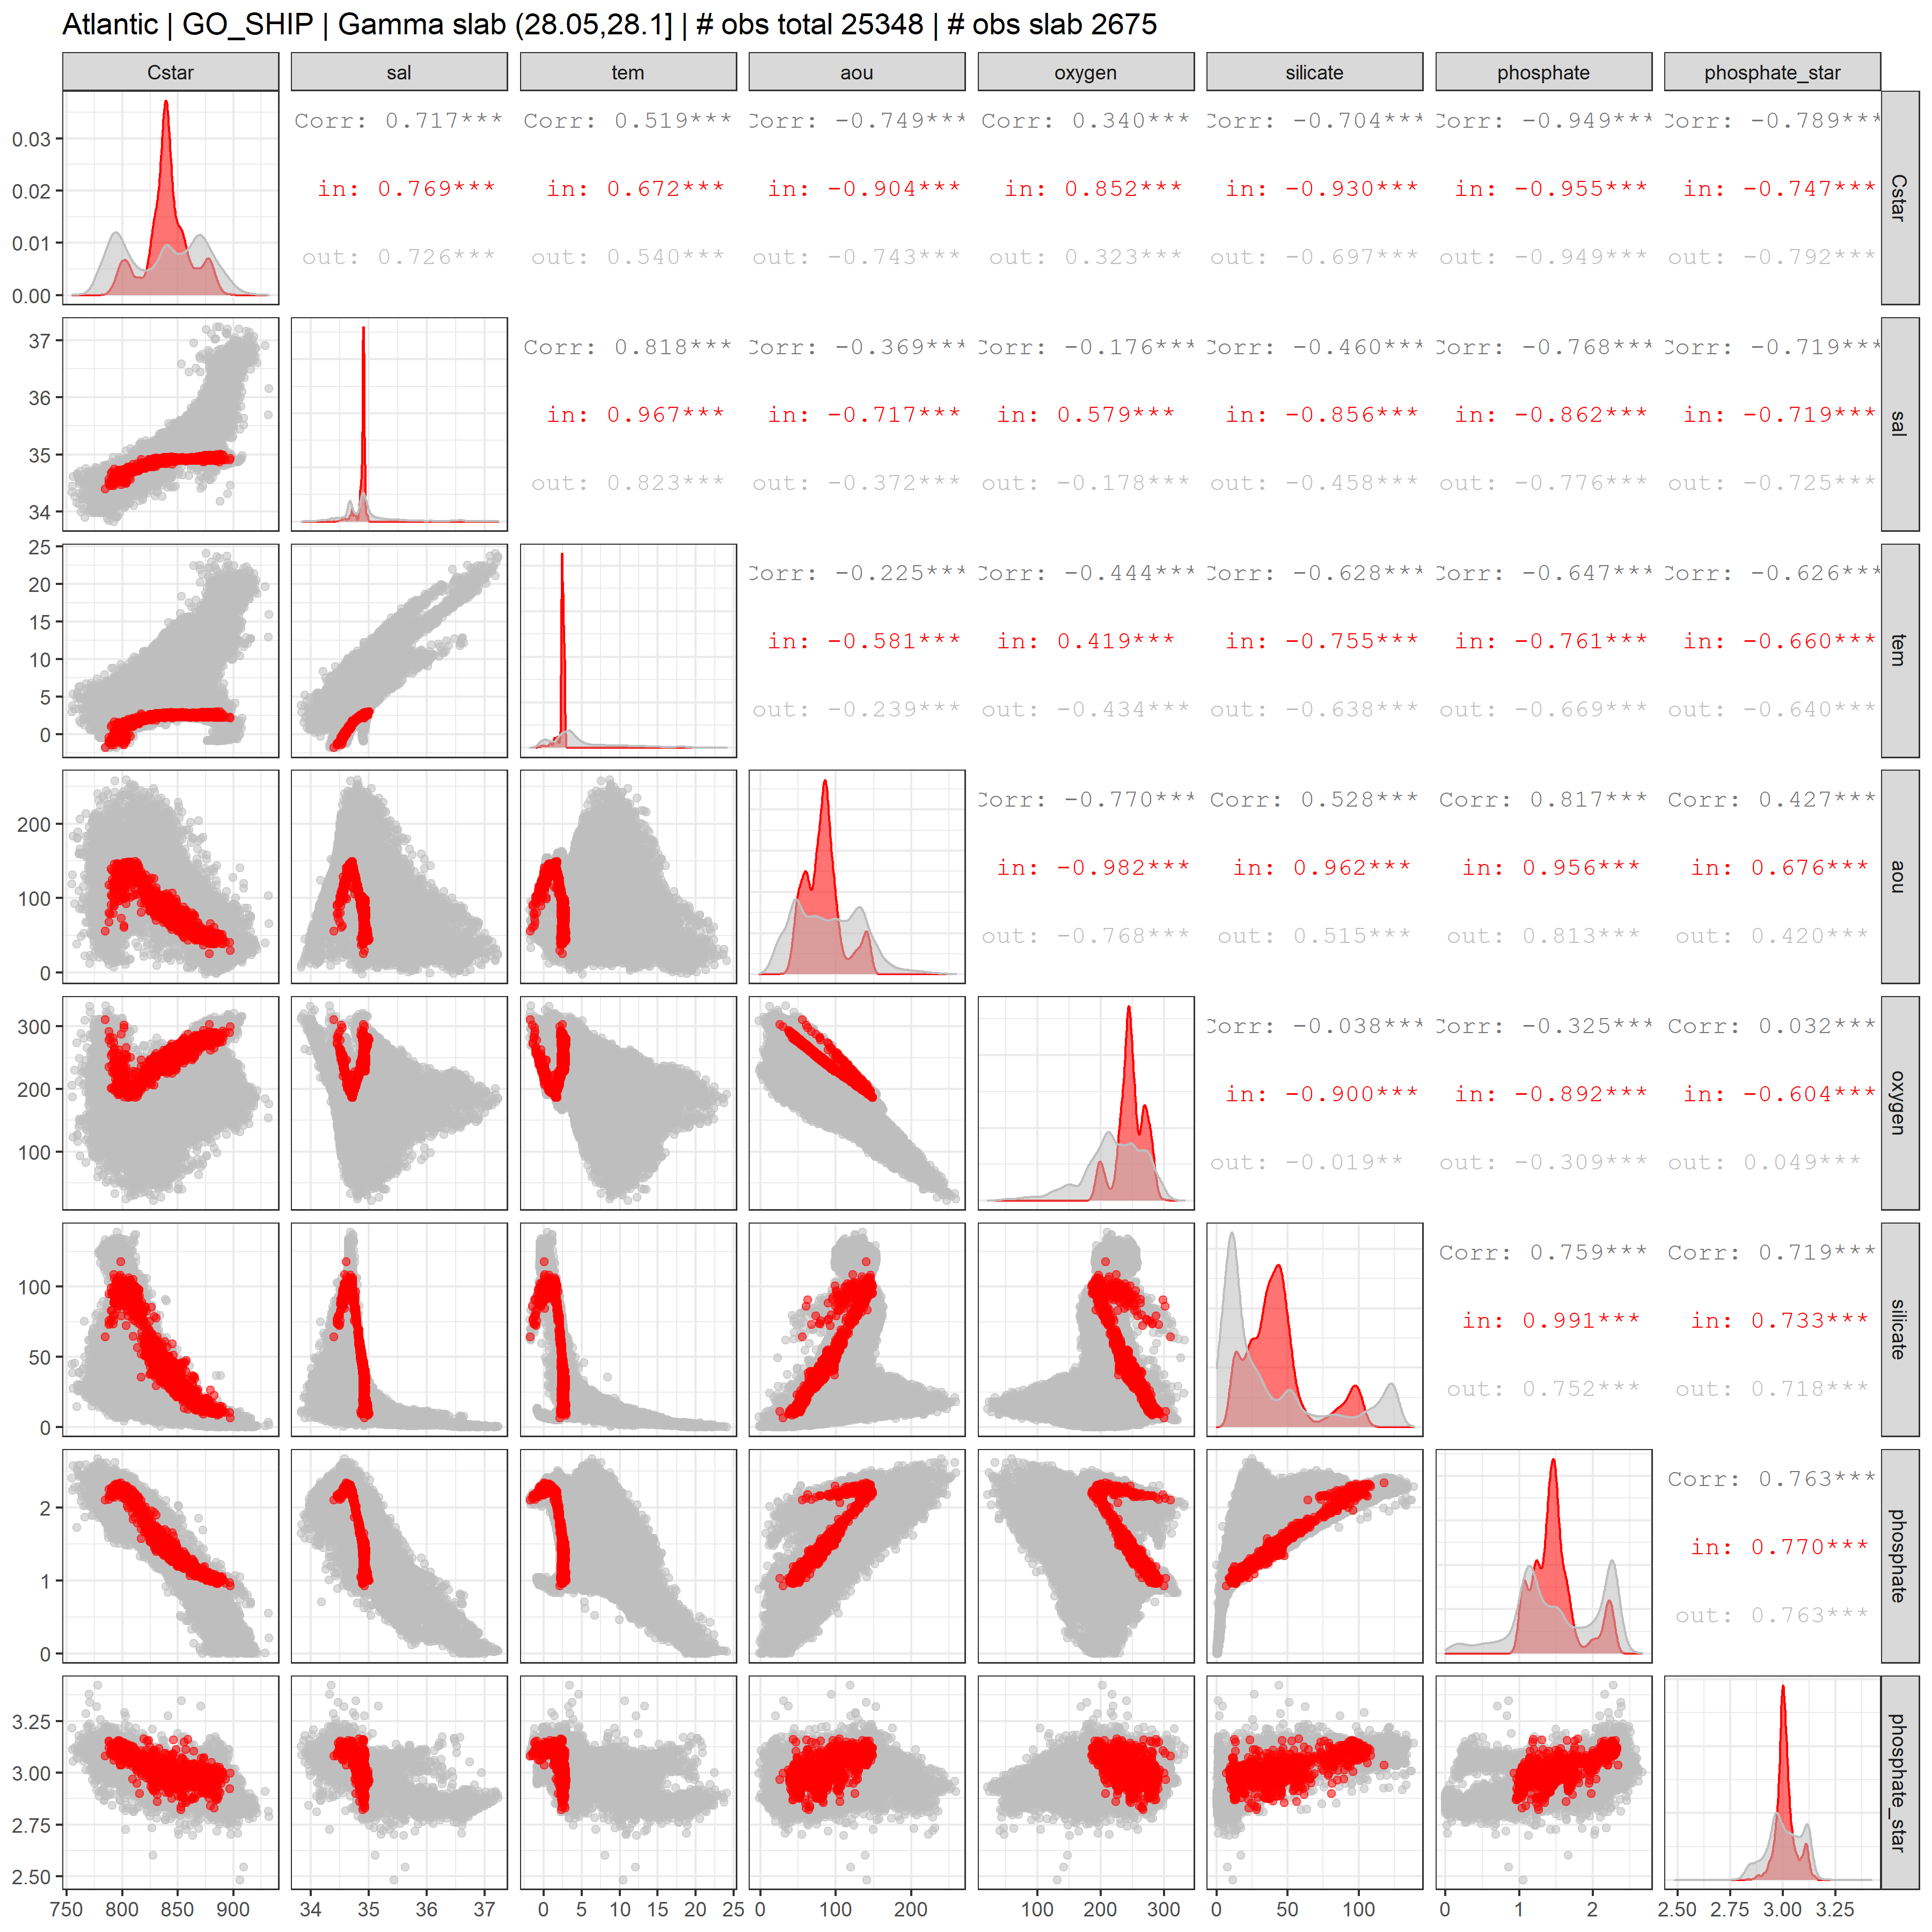 Atlantic | GO_SHIP | Gamma slab (28.05,28.1] | # obs total 25348 | # obs slab 2675
Cstar sal tem aou oxygen silicate phosphate phosphate_star
Corr: 0.717*** Corr: 0.519*** Corr: -0.749*** Corr: 0.340*** Corr: -0.704*** Corr: -0.949*** Corr: -0.789***
0.03
in: 0.769*** in: 0.672*** in: -0.904*** in: 0.852*** in: -0.930*** in: -0.955*** in: -0.747***
Cstar
0.02
0.01
out: 0.726*** out: 0.540*** out: -0.743*** out: 0.323*** out: -0.697*** out: -0.949*** out: -0.792***
0.00
37
Corr: 0.818*** Corr: -0.369*** Corr: -0.176*** Corr: -0.460*** Corr: -0.768*** Corr: -0.719***
36
in: 0.967*** in: -0.717*** in: 0.579*** in: -0.856*** in: -0.862*** in: -0.719***
sal
35
out: 0.823*** out: -0.372*** out: -0.178*** out: -0.458*** out: -0.776*** out: -0.725***
34
25
Corr: -0.225*** Corr: -0.444*** Corr: -0.628*** Corr: -0.647*** Corr: -0.626***
20
15
in: -0.581*** in: 0.419*** in: -0.755*** in: -0.761*** in: -0.660***
tem
10
5
out: -0.239*** out: -0.434*** out: -0.638*** out: -0.669*** out: -0.640***
0
Corr: -0.770*** Corr: 0.528*** Corr: 0.817*** Corr: 0.427***
200
in: -0.982*** in: 0.962*** in: 0.956*** in: 0.676***
aou
100
out: -0.768*** out: 0.515*** out: 0.813*** out: 0.420***
0
300
Corr: -0.038*** Corr: -0.325*** Corr: 0.032***
200
in: -0.900*** in: -0.892*** in: -0.604***
oxygen
100
out: -0.019** out: -0.309*** out: 0.049***
Corr: 0.759*** Corr: 0.719***
100
in: 0.991*** in: 0.733***
silicate
50
out: 0.752*** out: 0.718***
0
Corr: 0.763***
2
in: 0.770***
phosphate
1
out: 0.763***
0
3.25
3.00
phosphate_star
2.75
2.50
750 800 850 900 34 35 36 37 0 5 10 15 20 25 0 100 200 100 200 300 0 50 100 0 1 2 2.50 2.75 3.00 3.25